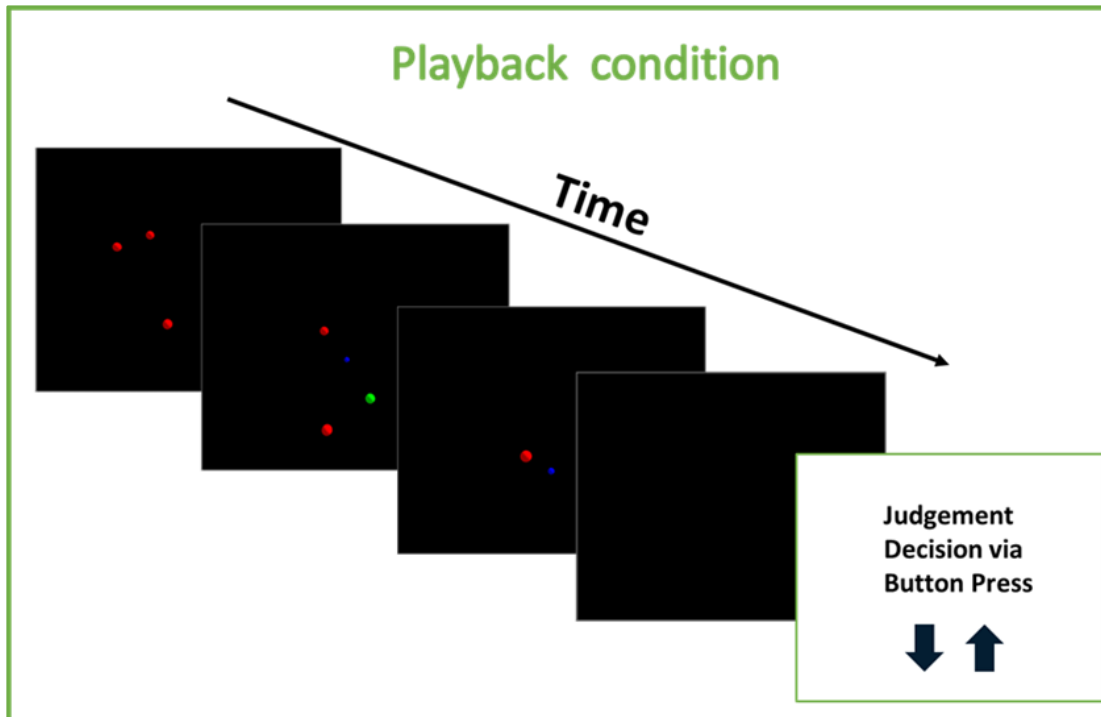 Playback condition
Time
Judgement
Decision via
Button Press